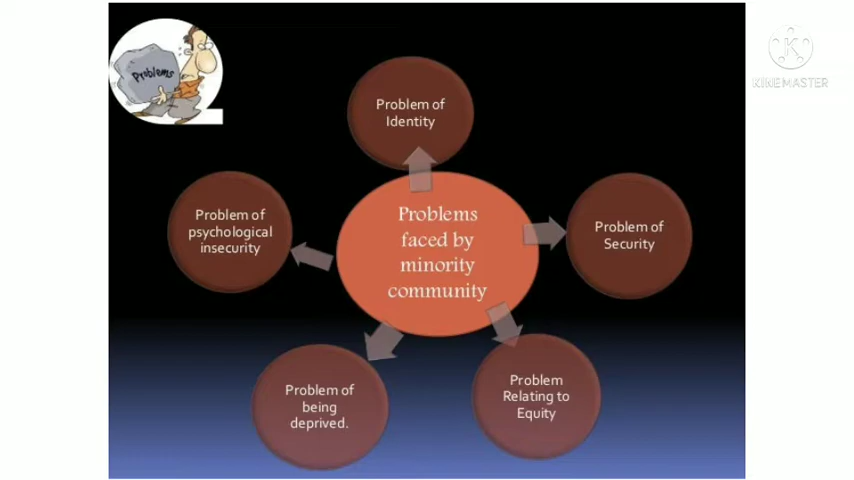 Problems
K
KINEMASTER
Problem of
Identity
Problem of
psychological
insecurity
Problems
faced by
minority
community
Problem of
Security
Problem of
being
deprived.
Problem
Relating to
Equity